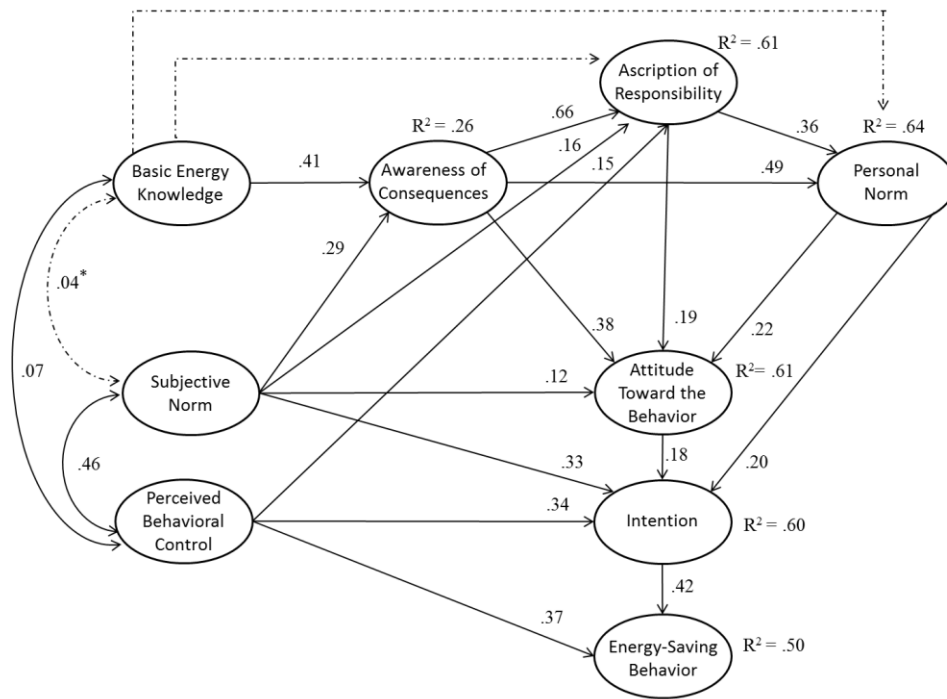 R² = .61
Ascription of
Responsibility
R² = .26
.66
.36
R² = .64
.16
.15
Basic Energy
Knowledge
.41
Awareness of
Consequences
.49
Personal
Norm
.29
.04*
.38
.19
.22
.07
Subjective
Norm
.12
Attitude
Toward the
Behavior
R²= .61
.46
.33
.18
.20
Perceived
Behavioral
Control
.34
Intention
R² = .60
.42
.37
Energy-Saving
Behavior
R² = .50